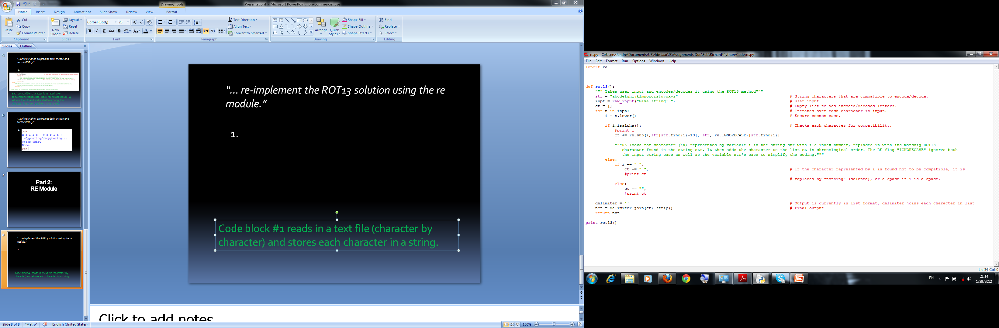 Drawing Tools
Presentation1 - Microsoft PowerPoint non-commercial use
Home Insert Design Animations Slide Show Review View Format
Paste
Cut
Copy
Format Painter
Clipboard
New Slide
Layout
Reset
Delete
Slides
Corbel (Body) 28
Font
Text Direction
Align Text
Convert to SmartArt
Paragraph
Arrange
Quick Styles
Shape Fill
Shape Outline
Shape Effects
Drawing
Find
Replace
Select
Editing
Slides Outline
5
"...write a Python program to both encode and
decode ROT13."
3.
Each compatible character is iterated over,
converted to uppercase, index found and its ROT13
value is then found and added to a string. If a
6
"...write a Python program to both encode and
decode ROT13."
4.
>>>
H a l l o   W o r l d !
-Cyphering/decyphering...
UNYYB JBEYQ
Done.
>>>
7
Part 2:
RE Module
8
"... re-implement the ROT13 solution using the re
module."
1.
Code block #1 reads in a text file (character by
character) and stores each character in a string.
"... re-implement the ROT13 solution using the re
module."
1.
Code block #1 reads in a text file (character by
character) and stores each character in a string.
Click to add notes
Slide 8 of 8 "Metro" English (United States) 100%
re.py - C:\Users\Jandre\Documents\US\4de Jaar\IS\Assignments Due\Feb\Richard\Python\Code\re.py
File Edit Format Run Options Windows Help
import re
def rot13():
""" Takes user inout and encodes/decodes it using the ROT13 method"""
str = "abcdefghijklmnopqrstuvwxyz" # String characters that are compatible to encode/decode.
inpt = raw_input("Give string: ") # User input.
ct = [] # Empty list to add encoded/decoded letters.
for n in inpt: # Iterates over each character in input.
i = n.lower() # Ensure common case.
if i.isalpha(): # Checks each character for compatibility.
#print i
ct += re.sub(i,str[str.find(i)-13], str, re.IGNORECASE)[str.find(i)],
"""RE looks for character (\w) represented by variable i in the string str with i's index number, replaces it with its matchig ROT13
character found in the string str. It then adds the character to the list ct in chronological order. The RE flag "IGNORECASE" ignores both
the input string case as well as the variable str's case to simplify the coding."""
else:
if i == " ":
ct += " ", # If the character represented by i is found not to be compatible, it is
#print ct
# replaced by "nothing" (deleted), or a space if i is a space.
else:
ct += "",
#print ct
delimiter = '' # Output is currently in list format, delimiter joins each character in list
nct = delimiter.join(ct).strip() # Final output
return nct
print rot13()
Ln: 34 Col: 0
EN
21:14
1/29/2012